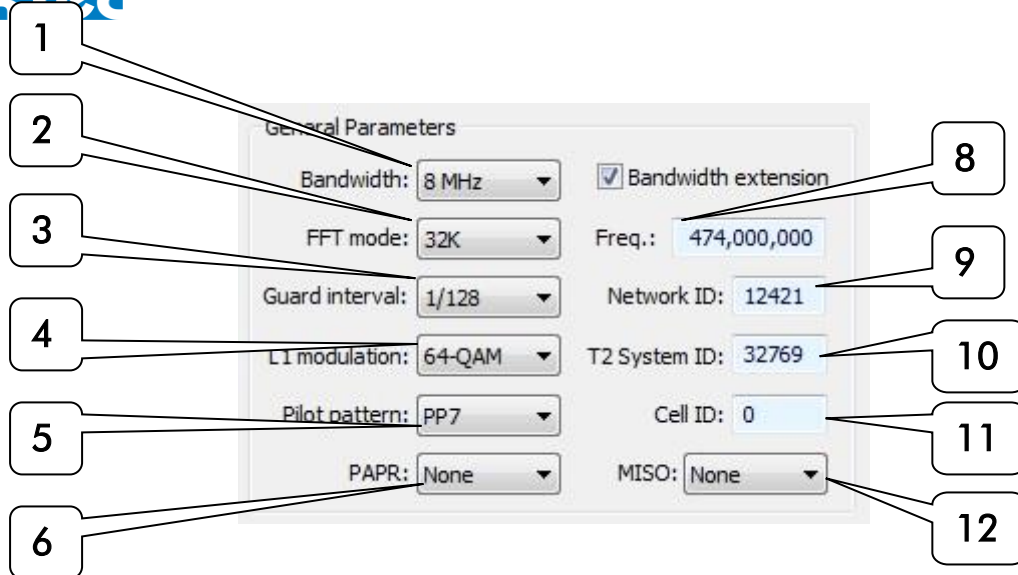 1
General Parameters
2
8
Bandwidth: 8 MHz Bandwidth extension
3
FFT mode: 32K Freq.: 474,000,000
9
Guard interval: 1/128 Network ID: 12421
4
L1 modulation: 64-QAM T2 System ID: 32769
10
5
Pilot pattern: PP7 Cell ID: 0
11
PAPR: None MISO: None
6
12